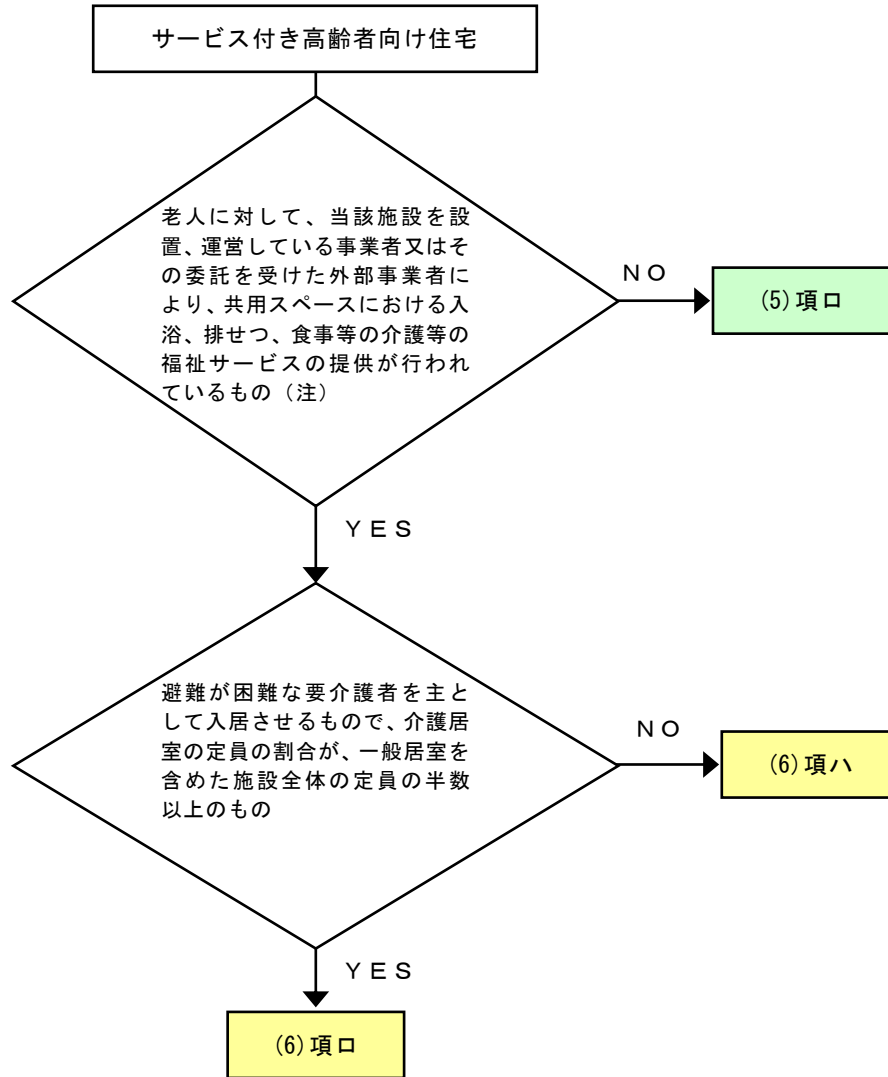 サービス付き高齢者向け住宅
老人に対して、当該施設を設
置、運営している事業者又はそ
の委託を受けた外部事業者に
より、共用スペースにおける入
浴、排せつ、食事等の介護等の
福祉サービスの提供が行われ
ているもの（注）
ＮＯ
(5)項ロ
ＹＥＳ
避難が困難な要介護者を主と
して入居させるもので、介護居
室の定員の割合が、一般居室を
含めた施設全体の定員の半数
以上のもの
ＮＯ
(6)項ハ
ＹＥＳ
(6)項ロ